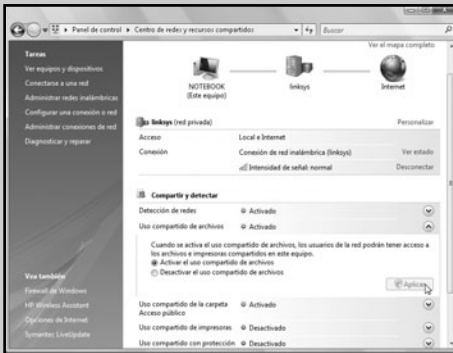 Panel de control ▸ Centro de redes y recursos compartidos
Buscar
Tareas
Ver equipos y dispositivos
Conectarse a una red
Administrar redes inalámbricas
Configurar una conexión o red
Administrar conexiones de red
Diagnosticar y reparar
Vea también
Firewall de Windows
HP Wireless Assistant
Opciones de Internet
Symantec LiveUpdate
Ver el mapa completo
NOTEBOOK
(Este equipo)
linksys
Internet
linksys (red privada) Personalizar
Acceso Local e Internet
Conexión Conexión de red inalámbrica (linksys) Ver estado
Intensidad de señal: normal Desconectar
Compartir y detectar
Detección de redes Activado
Uso compartido de archivos Activado
Cuando se activa el uso compartido de archivos, los usuarios de la red podrán tener acceso a
los archivos e impresoras compartidos en este equipo.
Activar el uso compartido de archivos
Desactivar el uso compartido de archivos
Aplicar
Uso compartido de la carpeta Activado
Acceso público
Uso compartido de impresoras Desactivado
Uso compartido con protección Desactivado